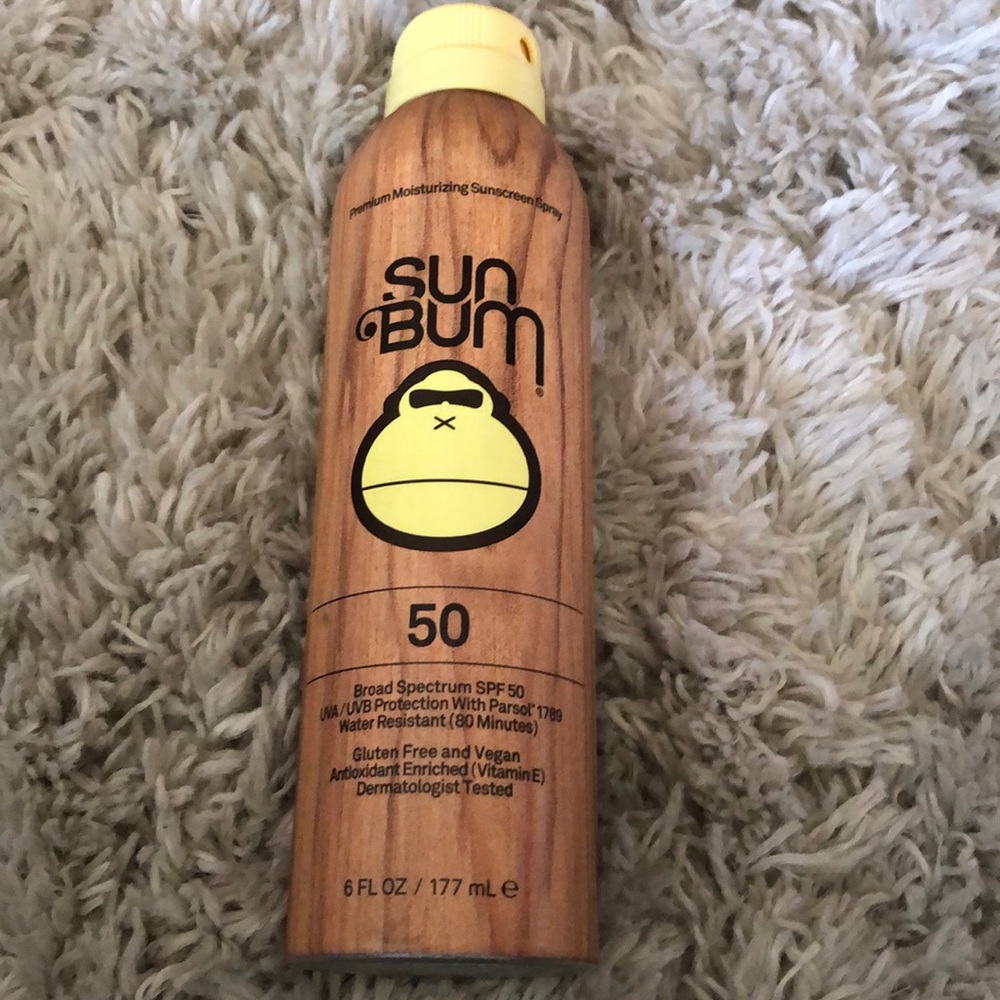 Premium Moisturizing Sunscreen Spray
SUN
BUM®
50
Broad Spectrum SPF 50
UVA/UVB Protection With Parsol® 1789
Water Resistant (80 Minutes)
Gluten Free and Vegan
Antioxidant Enriched (Vitamin E)
Dermatologist Tested
6 FL OZ / 177 mL ℮